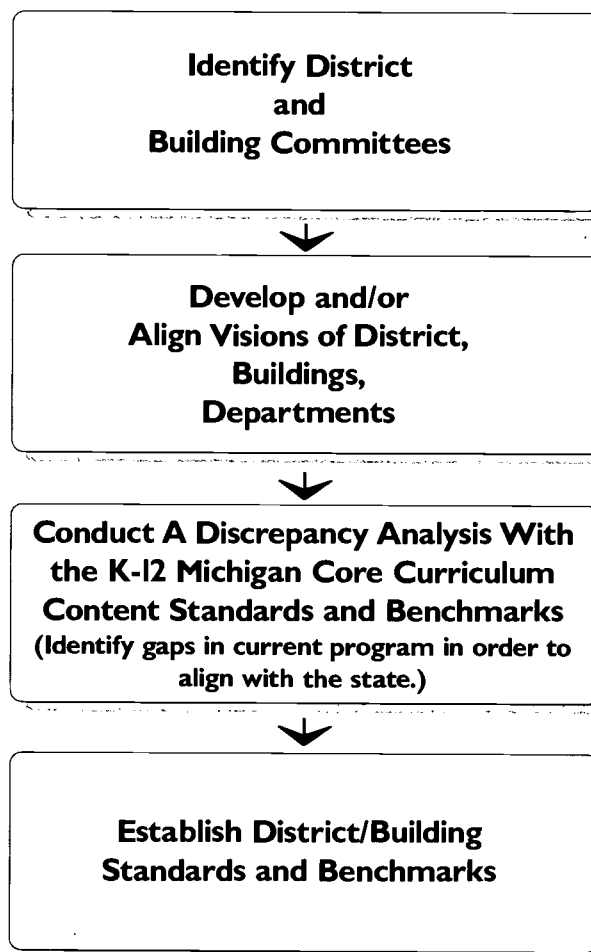 Identify District
and
Building Committees
Develop and/or
Align Visions of District,
Buildings,
Departments
Conduct A Discrepancy Analysis With
the K-12 Michigan Core Curriculum
Content Standards and Benchmarks
(Identify gaps in current program in order to
align with the state.)
Establish District/Building
Standards and Benchmarks